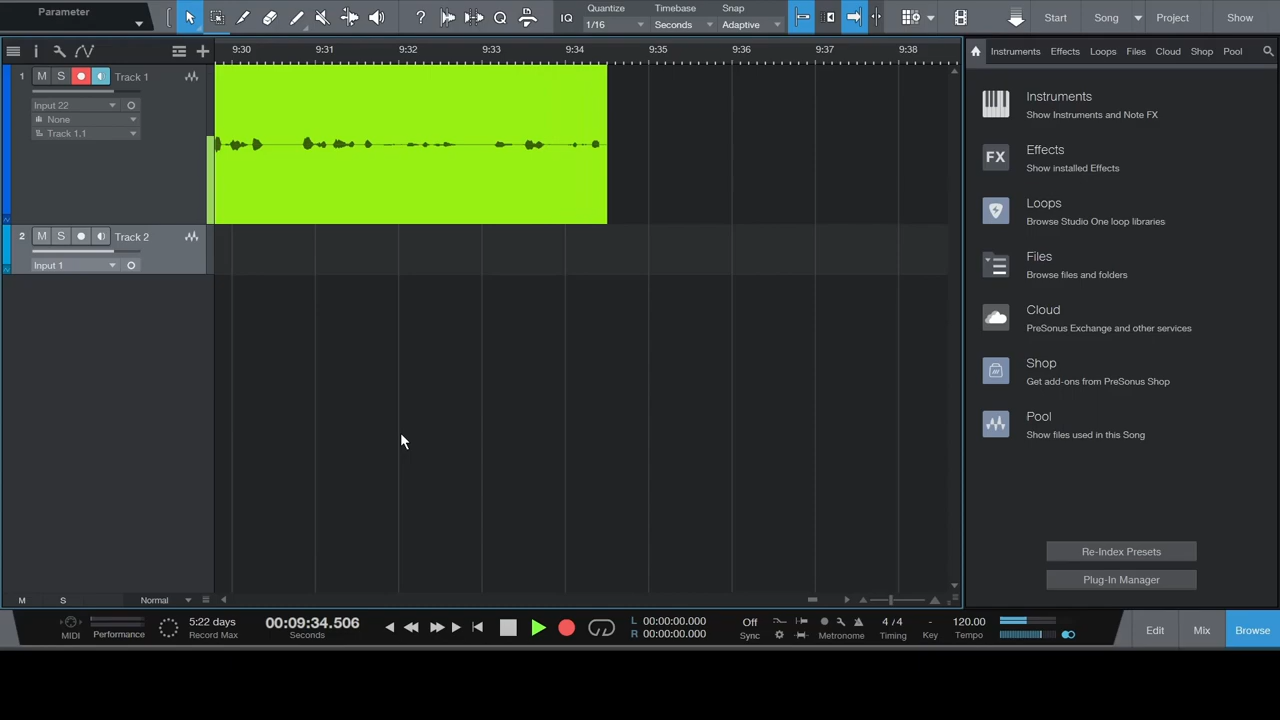 Parameter
?
IQ
Quantize
1/16
Timebase
Seconds
Snap
Adaptive
Start
Song
Project
Show
i
9:30
9:31
9:32
9:33
9:34
9:35
9:36
9:37
9:38
Instruments
Effects
Loops
Files
Cloud
Shop
Pool
1
M
S
Track 1
Input 22
None
Track 1,1
2
M
S
Track 2
Input 1
Instruments
Show Instruments and Note FX
FX
Effects
Show installed Effects
Loops
Browse Studio One loop libraries
Files
Browse files and folders
Cloud
PreSonus Exchange and other services
Shop
Get add-ons from PreSonus Shop
Pool
Show files used in this Song
Re-Index Presets
Plug-In Manager
M
S
Normal
MIDI
Performance
5:22 days
Record Max
00:09:34.506
Seconds
L 00:00:00.000
R 00:00:00.000
Off
Sync
Metronome
4 / 4
Timing
-
Key
120.00
Tempo
Edit
Mix
Browse